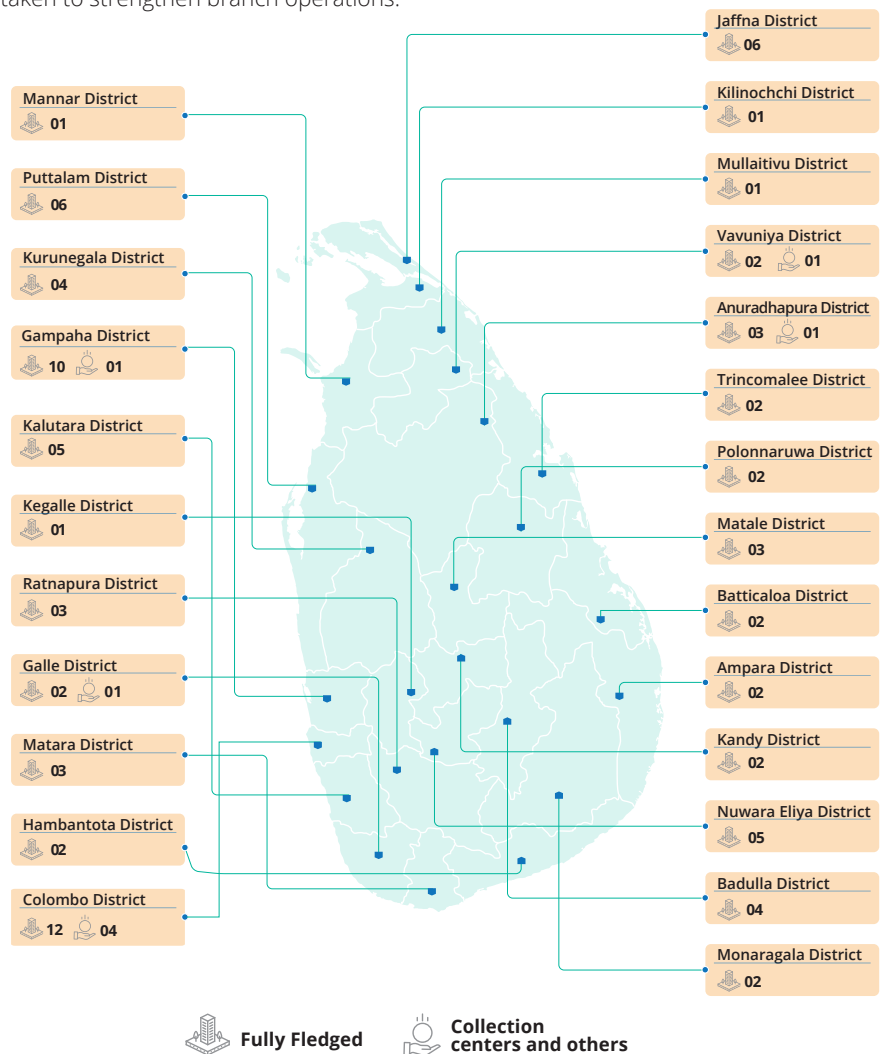 taken to strengthen branch operations.
Mannar District
01
Puttalam District
06
Kurunegala District
04
Gampaha District
10 01
Kalutara District
05
Kegalle District
01
Ratnapura District
03
Galle District
02 01
Matara District
03
Hambantota District
02
Colombo District
12 04
Jaffna District
06
Kilinochchi District
01
Mullaitivu District
01
Vavuniya District
02 01
Anuradhapura District
03 01
Trincomalee District
02
Polonnaruwa District
02
Matale District
03
Batticaloa District
02
Ampara District
02
Kandy District
02
Nuwara Eliya District
05
Badulla District
04
Monaragala District
02
Fully Fledged
Collection
centers and others